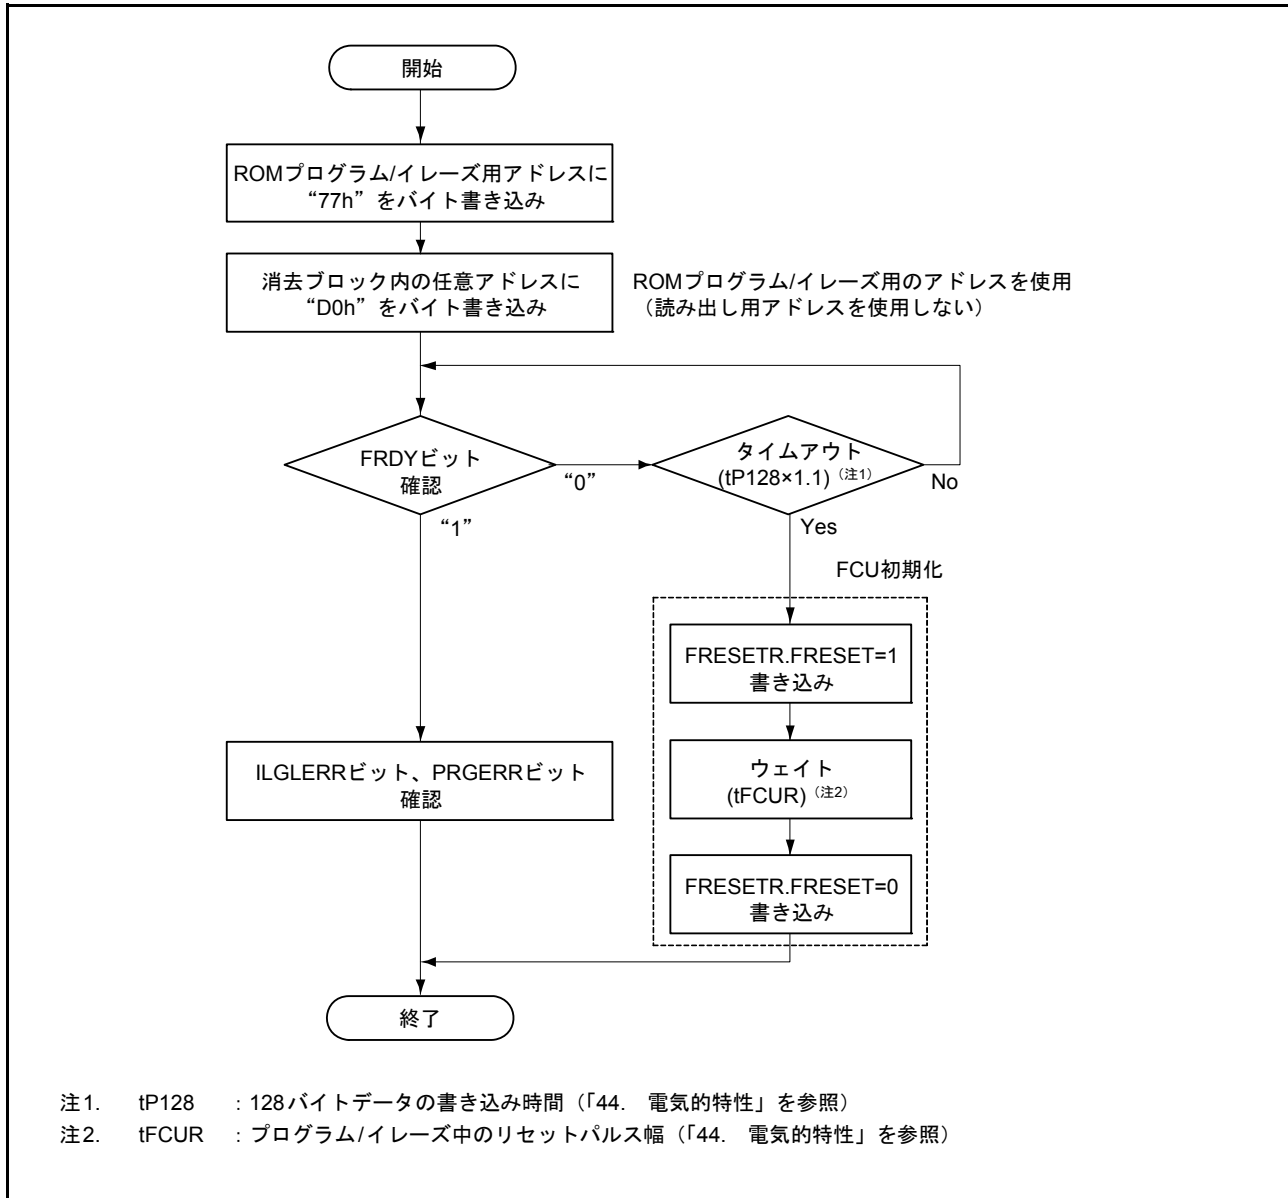 開始
ROMプログラム/イレーズ用アドレスに
“77h”をバイト書き込み
消去ブロック内の任意アドレスに
“D0h”をバイト書き込み
ROMプログラム/イレーズ用のアドレスを使用
（読み出し用アドレスを使用しない）
FRDYビット
確認
“0”
“1”
タイムアウト
(tP128×1.1)（注1）
No
Yes
FCU初期化
FRESETR.FRESET=1
書き込み
ウェイト
(tFCUR)（注2）
FRESETR.FRESET=0
書き込み
ILGLERRビット、PRGERRビット
確認
終了
注1. tP128 : 128バイトデータの書き込み時間（「44. 電気的特性」を参照）
注2. tFCUR : プログラム/イレーズ中のリセットパルス幅（「44. 電気的特性」を参照）